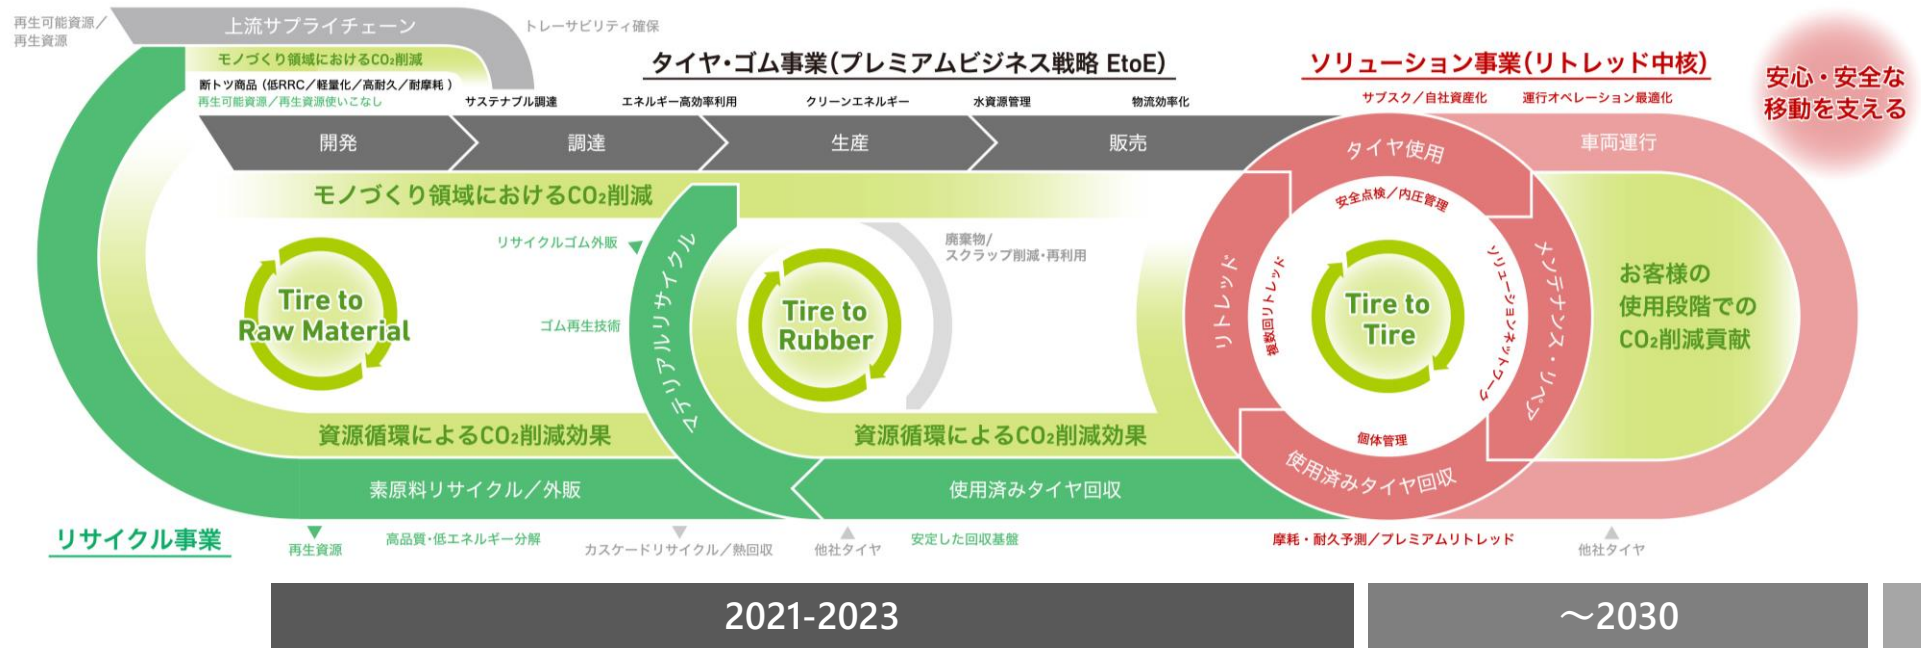 再生可能資源／
再生資源
上流サプライチェーン
トレーサビリティ確保
モノづくり領域におけるCO₂削減
断トツ商品（低RRC／軽量化／高耐久／耐摩耗）
再生可能資源／再生資源使いこなし
タイヤ・ゴム事業（プレミアムビジネス戦略 EtoE）
サステナブル調達
エネルギー高効率利用
クリーンエネルギー
水資源管理
物流効率化
ソリューション事業（リトレッド中核）
サブスク／自社資産化
運行オペレーション最適化
安心・安全な
移動を支える
開発
調達
生産
販売
タイヤ使用
車両運行
モノづくり領域におけるCO₂削減
安全点検／内圧管理
リサイクルゴム外販
マテリアルリサイクル
廃棄物/
スクラップ削減・再利用
リトレッド
複数回リトレッド
ソリューションネットワーク
メンテナンス・リペア
お客様の
使用段階での
CO₂削減貢献
Tire to
Raw Material
ゴム再生技術
Tire to
Rubber
Tire to
Tire
資源循環によるCO₂削減効果
資源循環によるCO₂削減効果
個体管理
使用済みタイヤ回収
素原料リサイクル／外販
使用済みタイヤ回収
リサイクル事業
再生資源
高品質・低エネルギー分解
カスケードリサイクル／熱回収
他社タイヤ
安定した回収基盤
摩耗・耐久予測／プレミアムリトレッド
他社タイヤ
2021-2023
～2030